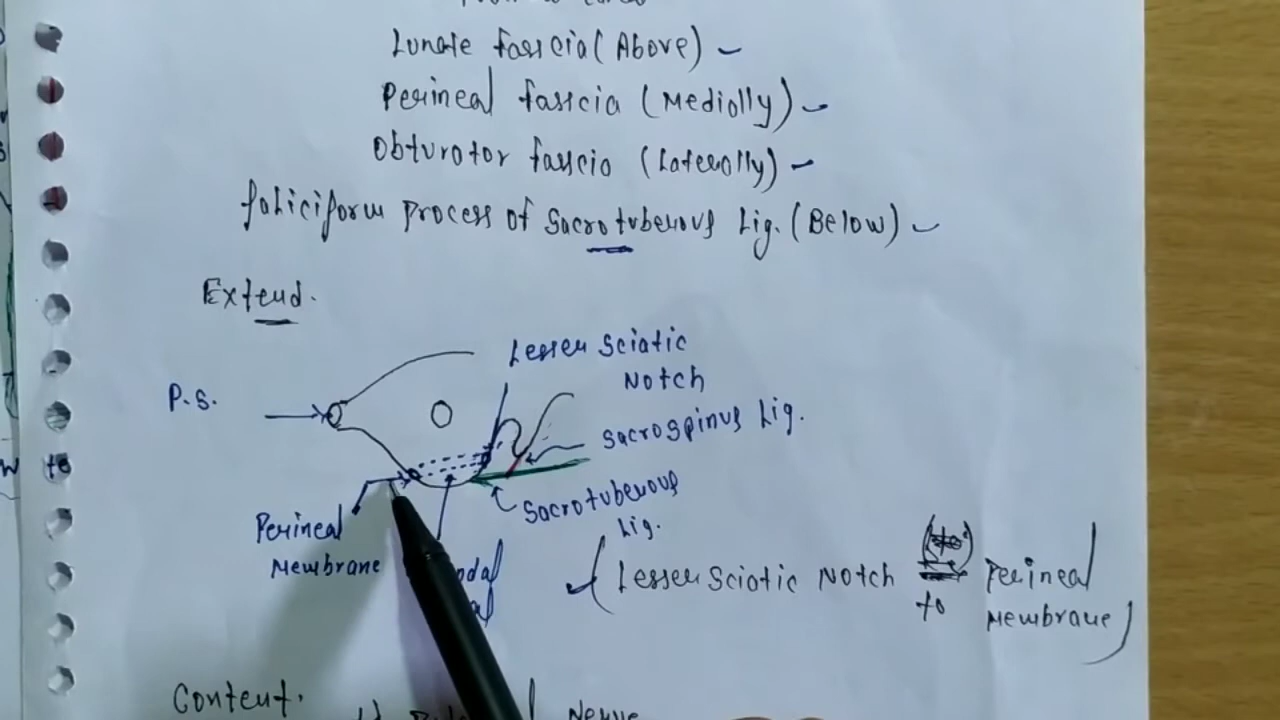 Lunate fascia (Above)
Perineal fascia (Medially)
Obturator fascia (Laterally)
faliciform process of Sacrotuberous Lig. (Below)
Extend.
Lesser Sciatic
Notch
P.S.
Sacrospinus Lig.
Sacrotuberous
Lig.
Perineal
Membrane
Lesser Sciatic Notch
to
Perineal
Membrane)
Content.
Nerve